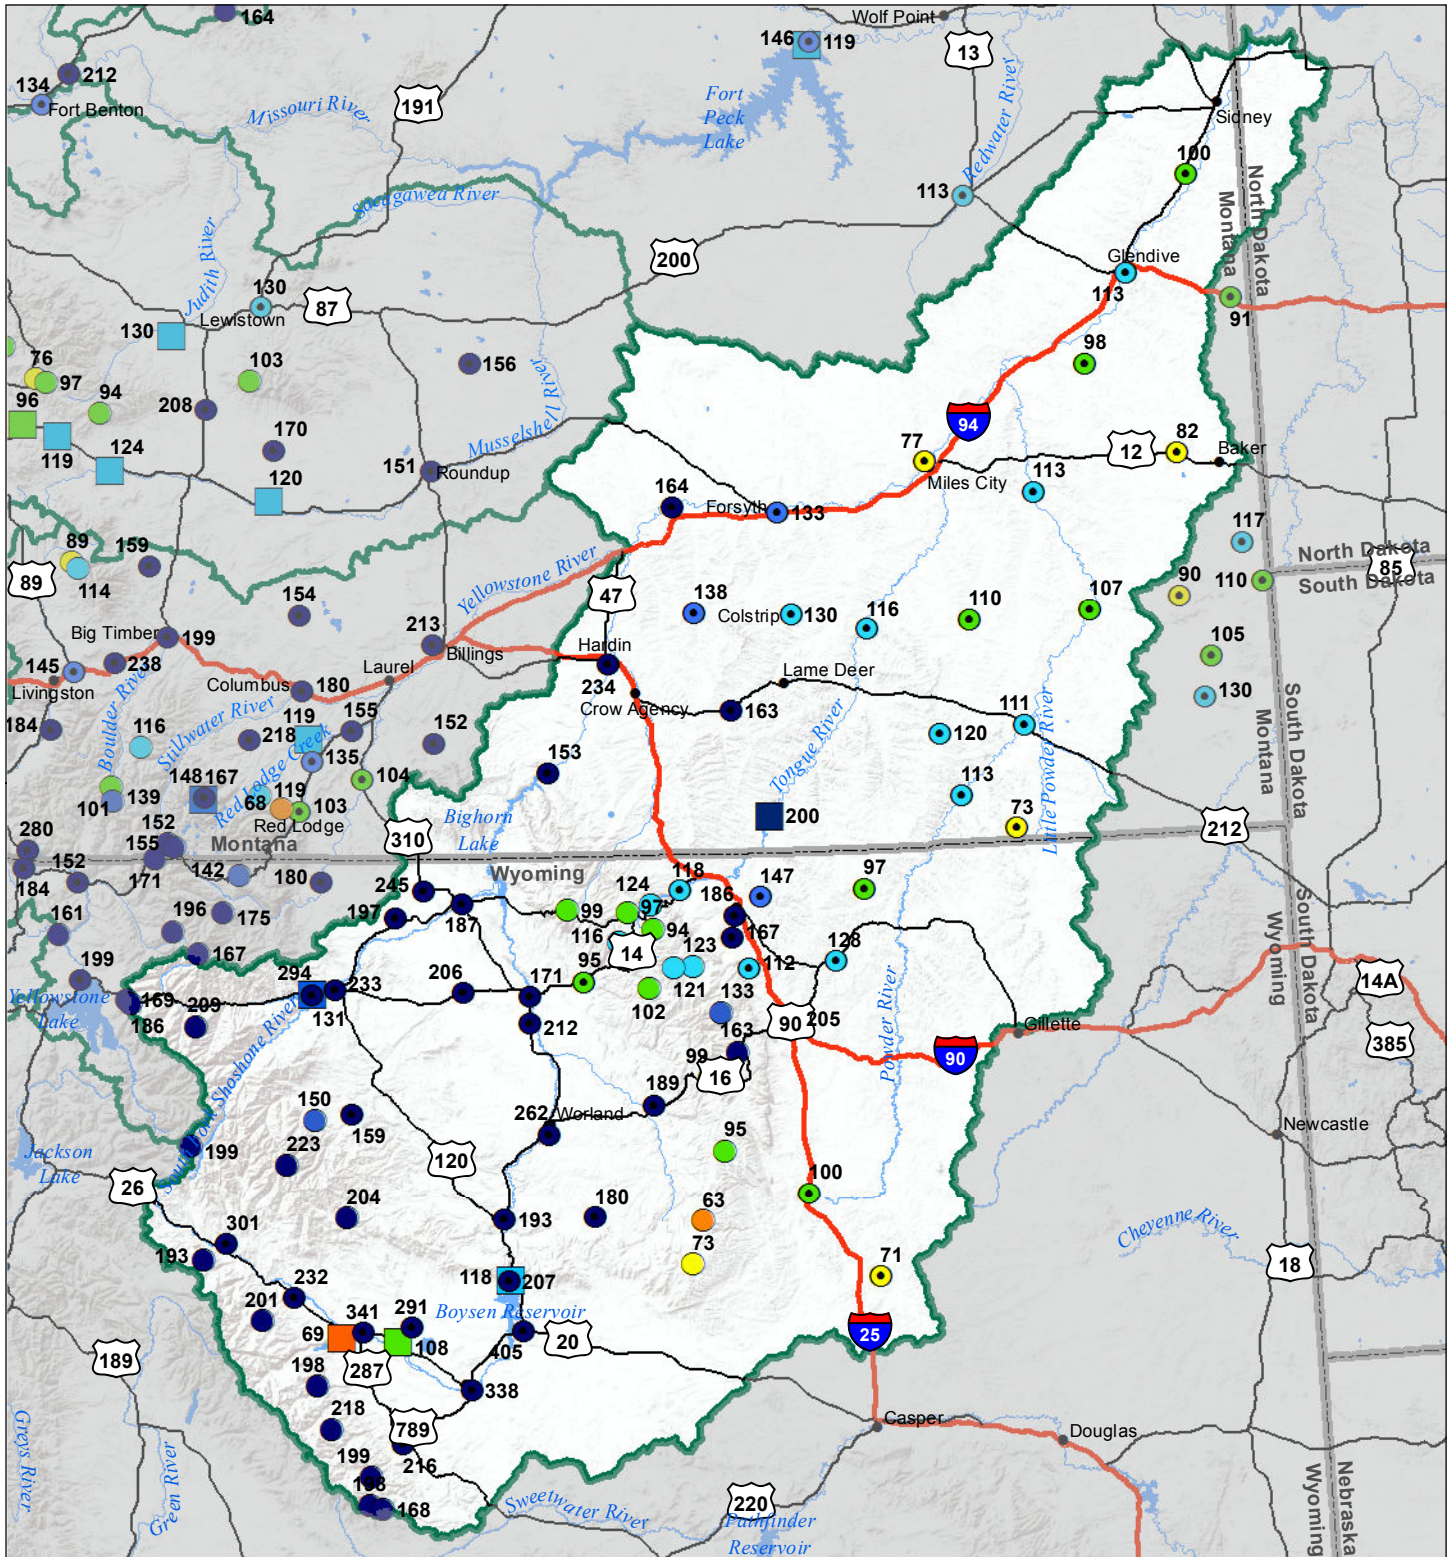 164
Wolf Point
146
119
13
212
134
Fort Benton
191
Missouri River
Fort
Peck
Lake
Redwater River
Sidney
100
North Dakota
Montana
113
Sacagawea River
Judith River
200
Glendive
113
91
130
Lewistown
87
130
76
97
103
156
98
94
96
208
Musselshell River
94
119
124
170
120
151
Roundup
77
Miles City
12
82
Baker
113
164
Forsyth
133
117
North Dakota
South Dakota
85
89
114
159
89
Yellowstone River
47
154
138
Colstrip
130
116
110
107
90
110
Big Timber
199
213
Billings
Hardin
234
105
145
Livingston
238
Laurel
Columbus
180
Lame Deer
Crow Agency
163
130
184
Boulder River
116
Stillwater River
218
119
155
152
135
Tongue River
120
111
Little Powder River
South Dakota
Montana
153
101
139
148
167
Red Lodge Creek
68
119
103
Red Lodge
104
113
200
73
212
Bighorn
Lake
310
280
152
155
Montana
Wyoming
184
152
171
142
180
245
118
147
97
124
97
186
99
116
94
14
167
161
196
175
197
187
167
South Dakota
Wyoming
199
Yellowstone
Lake
169
186
209
294
131
233
206
171
95
123
121
102
112
128
133
14A
212
90
205
163
Gillette
385
South Fork Shoshone River
Powder River
90
99
16
189
150
159
262
Worland
Newcastle
223
199
Jackson
Lake
26
120
95
204
193
180
63
100
Cheyenne River
301
193
73
18
71
232
118
207
201
Boysen Reservoir
341
291
69
108
405
20
25
189
287
198
338
218
789
216
Casper
Douglas
Greys River
Green River
199
198
168
Sweetwater River
220
Pathfinder
Reservoir
Nebraska
Wyoming